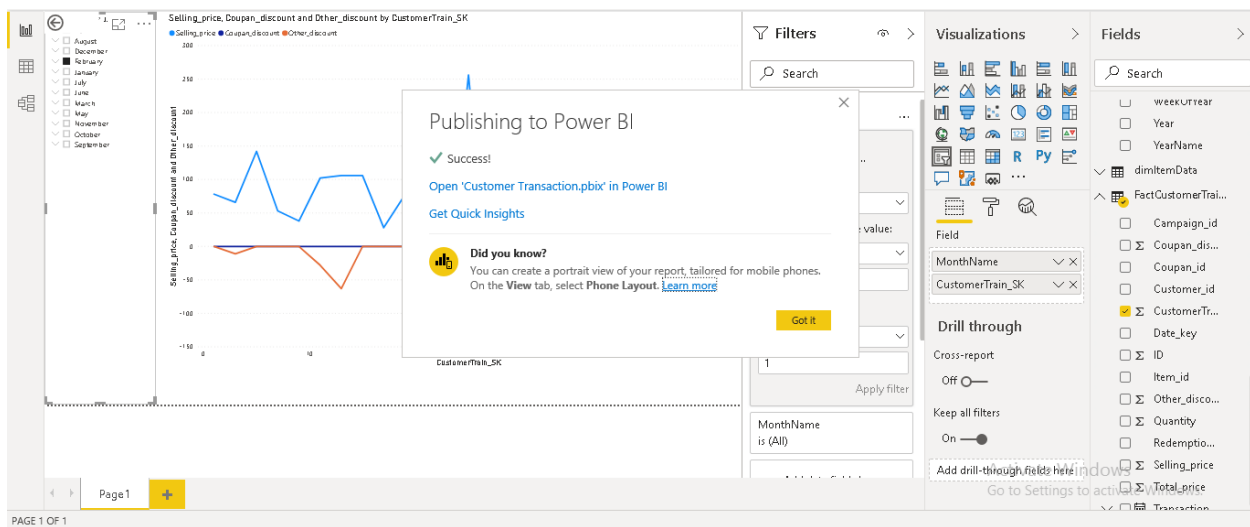 Selling_price, Coupan_discount and Other_discount by CustomerTrain_SK
Selling_price Coupan_discount Other_discount
August
December
February
January
July
June
March
May
November
October
September
300
250
200
150
100
50
0
-50
-100
-150
Selling_price, Coupan_discount and Other_discount
0
10
CustomerTrain_SK
Publishing to Power BI
Success!
Open 'Customer Transaction.pbix' in Power BI
Get Quick Insights
Did you know?
You can create a portrait view of your report, tailored for mobile phones.
On the View tab, select Phone Layout. Learn more
Got it
Filters
Search
...
..
e value:
1
Apply filter
MonthName
is (All)
Visualizations
123
R Py
...
Field
MonthName
CustomerTrain_SK
Drill through
Cross-report
Off
Keep all filters
On
Add drill-through fields here
Fields
Search
WeekOfYear
Year
YearName
dimItemData
FactCustomerTrai...
Campaign_id
Σ Coupan_dis...
Coupan_id
Customer_id
Σ CustomerTr...
Date_key
Σ ID
Item_id
Σ Other_disco...
Σ Quantity
Redemptio...
Σ Selling_price
Σ Total_price
Transaction
Activate Windows
Go to Settings to activate Windows.
Page1
+
PAGE 1 OF 1